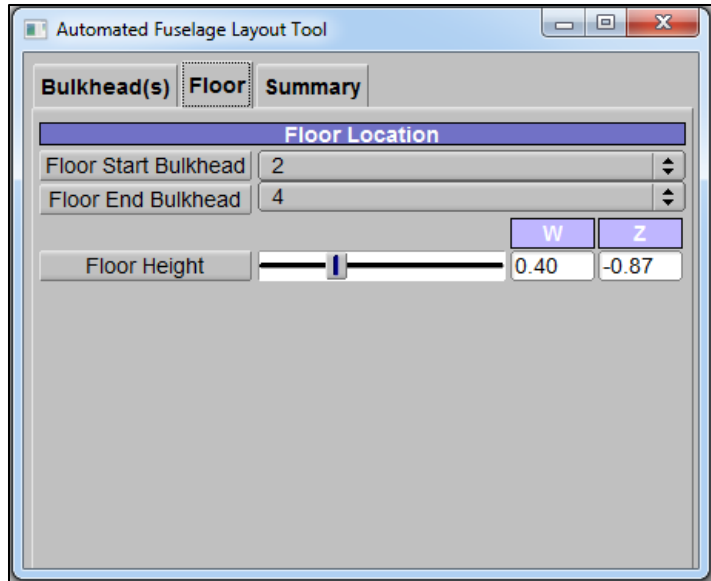 Automated Fuselage Layout Tool
Bulkhead(s) Floor Summary
Floor Location
Floor Start Bulkhead 2
Floor End Bulkhead 4
W Z
Floor Height 0.40 -0.87